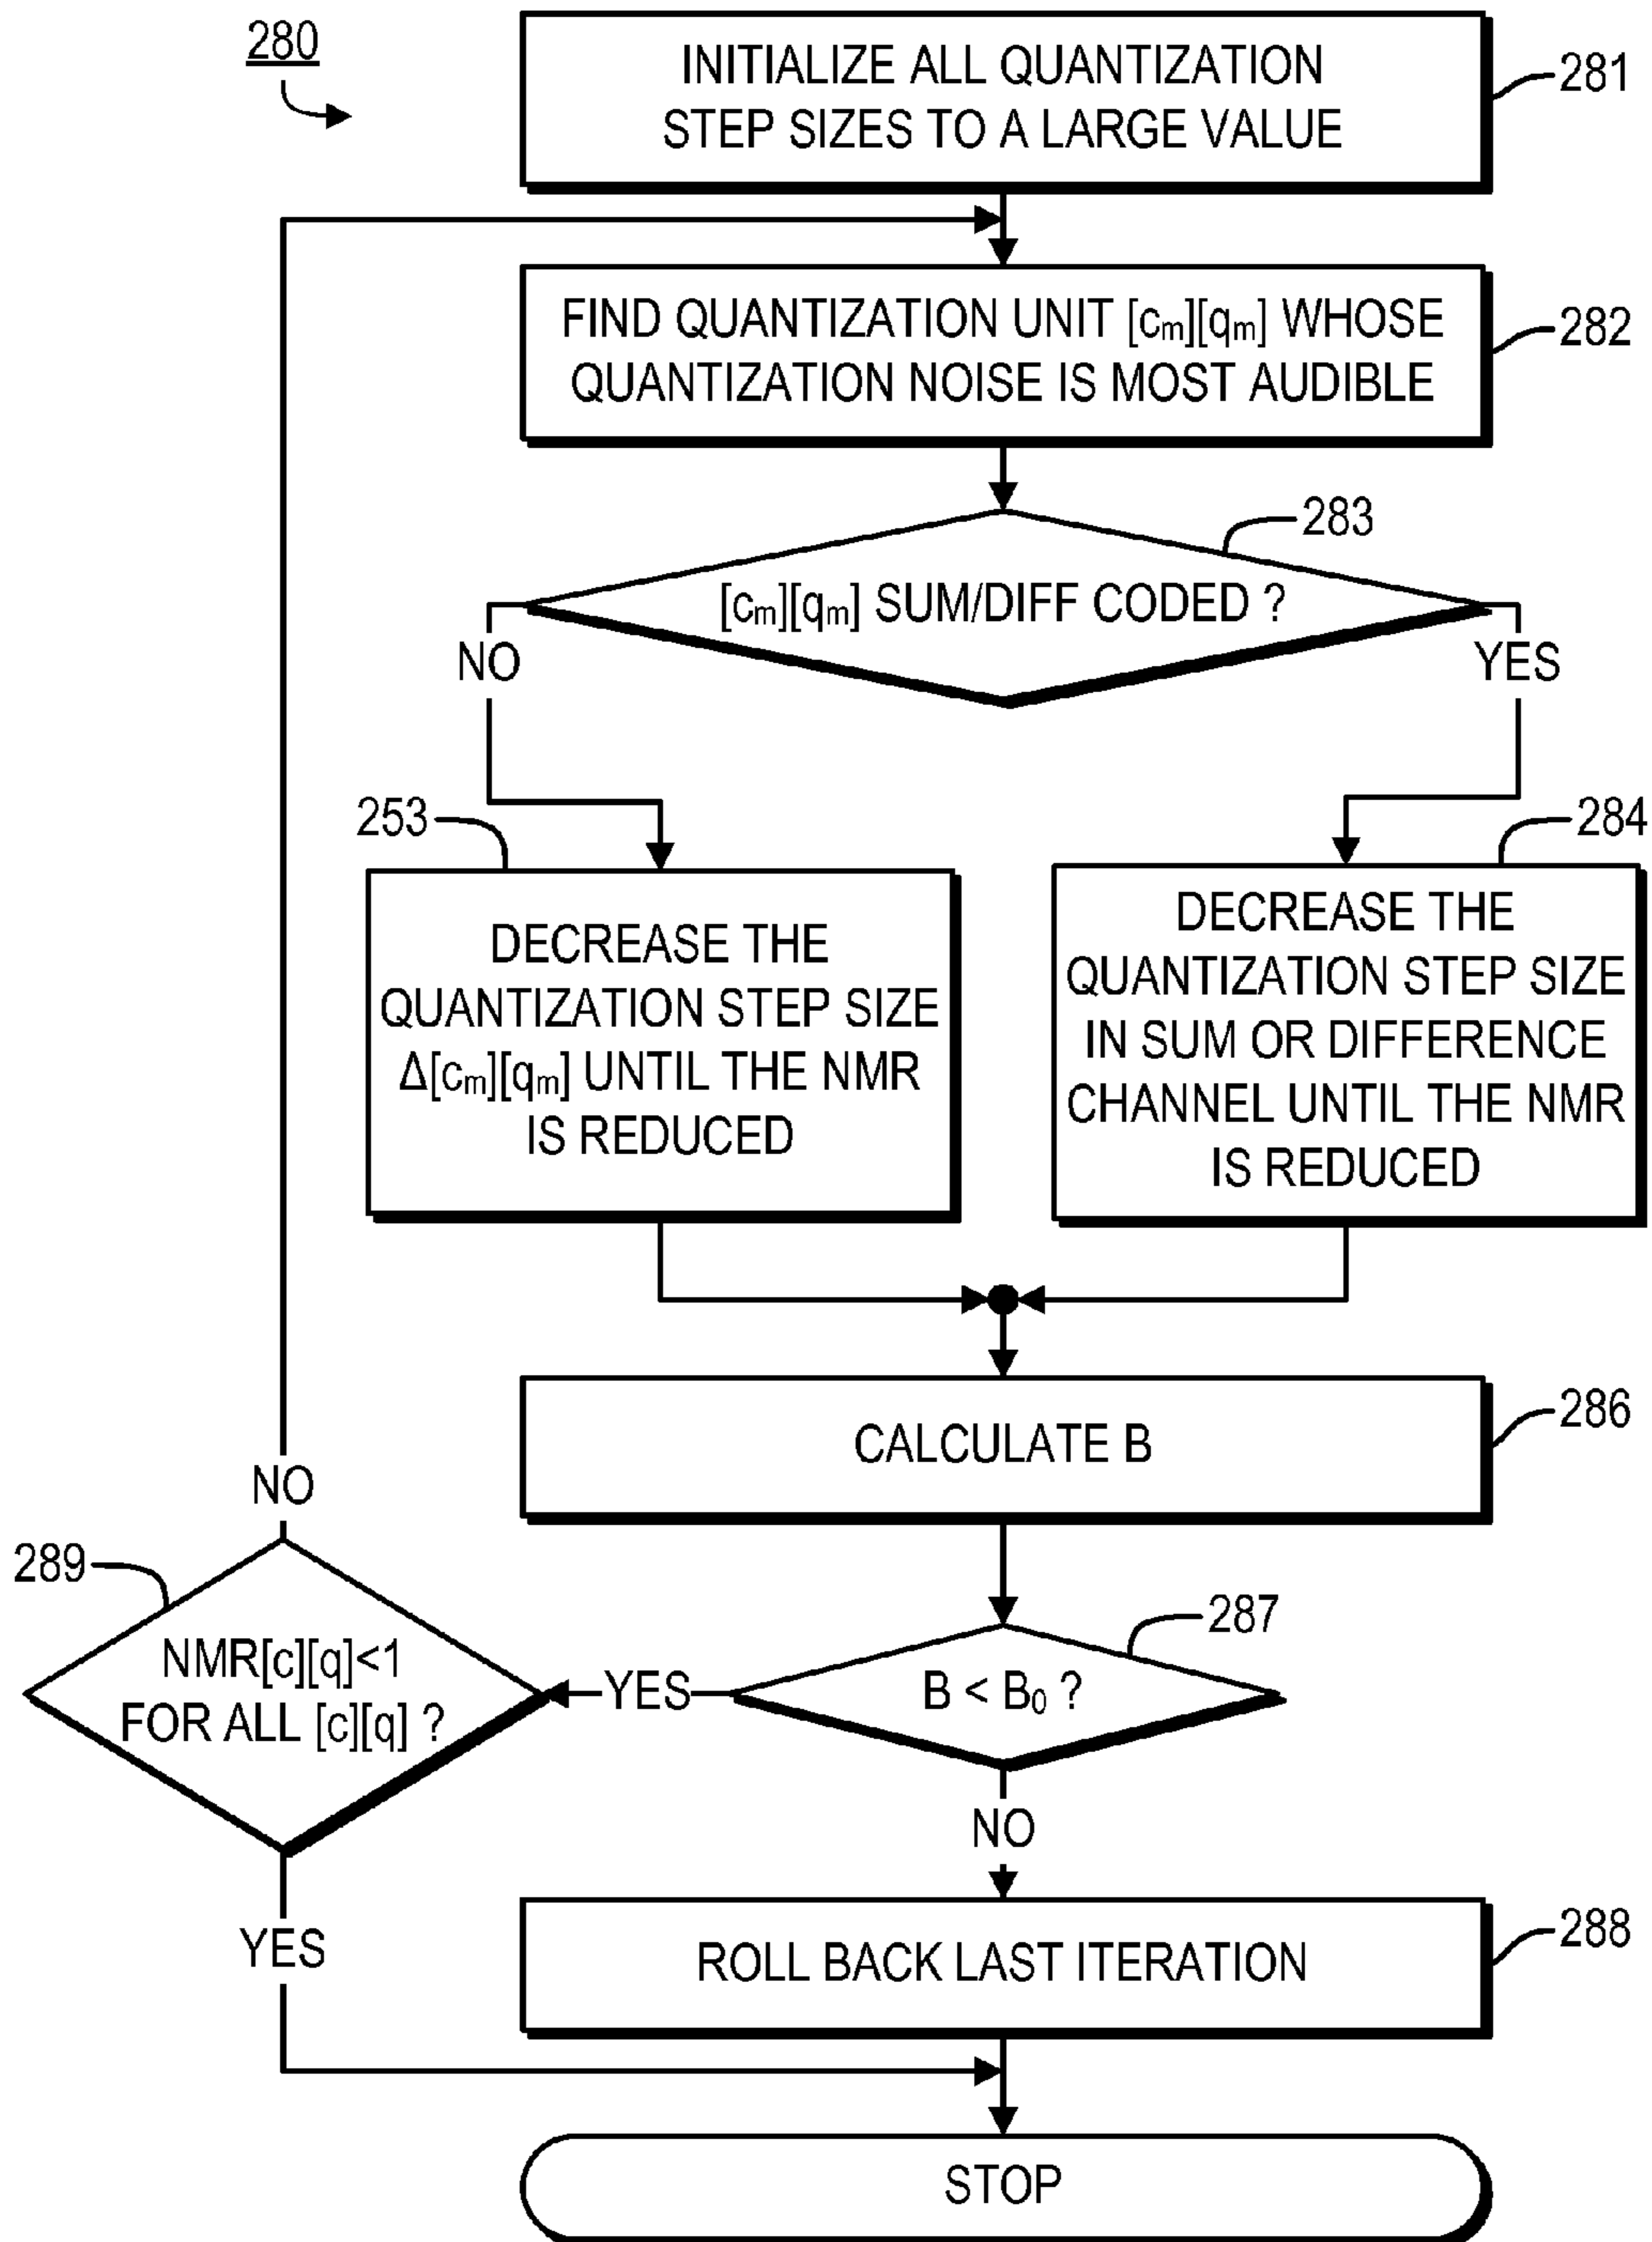 280
INITIALIZE ALL QUANTIZATION
STEP SIZES TO A LARGE VALUE
281
FIND QUANTIZATION UNIT [cm][qm] WHOSE
QUANTIZATION NOISE IS MOST AUDIBLE
282
283
[cm][qm] SUM/DIFF CODED ?
NO
YES
253
284
DECREASE THE
QUANTIZATION STEP SIZE
Δ[cm][qm] UNTIL THE NMR
IS REDUCED
DECREASE THE
QUANTIZATION STEP SIZE
IN SUM OR DIFFERENCE
CHANNEL UNTIL THE NMR
IS REDUCED
CALCULATE B
286
NO
289
287
NMR[c][q]<1
FOR ALL [c][q] ?
YES
B < B0 ?
NO
YES
ROLL BACK LAST ITERATION
288
STOP